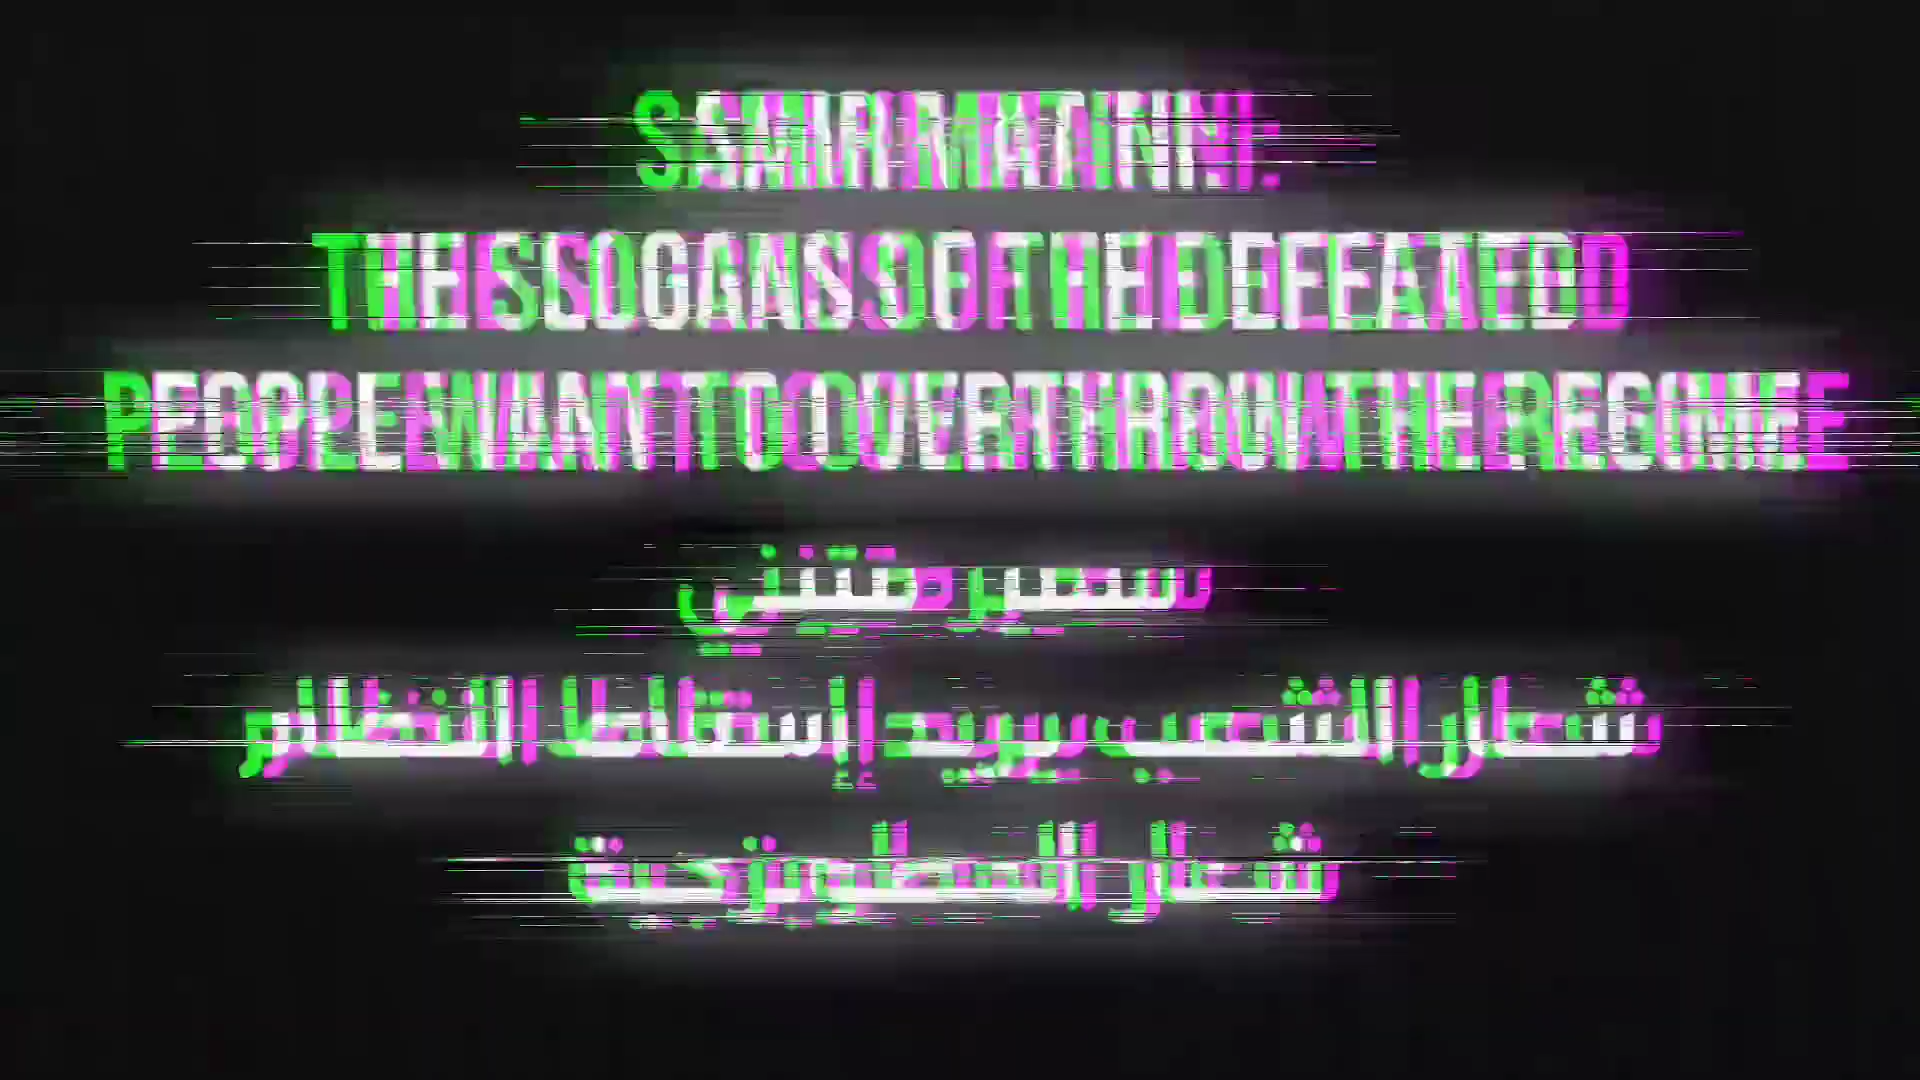 SAMIR MATINI:
THE SLOGANS OF THE DEFEATED
PEOPLE WANT TO OVERTHROW THE REGIME
سمير متيني
شعار الشعب يريد إسقاط النظام
شعار